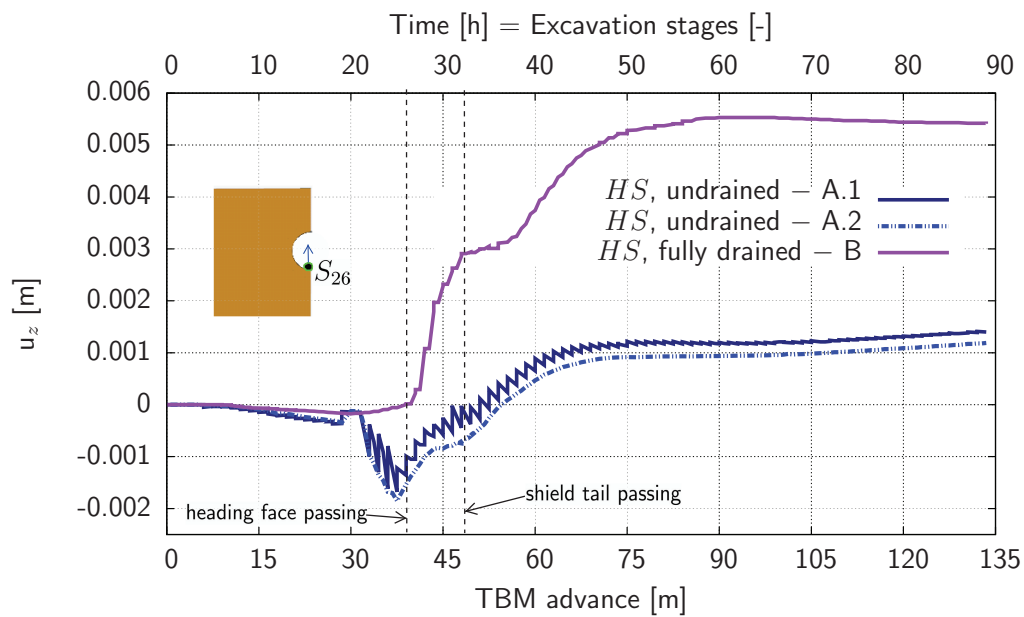 Time [h] = Excavation stages [-]
0 10 20 30 40 50 60 70 80 90
0.006
0.005
0.004
0.003
0.002
0.001
0
-0.001
-0.002
u_z [m]
HS, undrained – A.1
HS, undrained – A.2
HS, fully drained – B
S_26
shield tail passing
heading face passing
0 15 30 45 60 75 90 105 120 135
TBM advance [m]